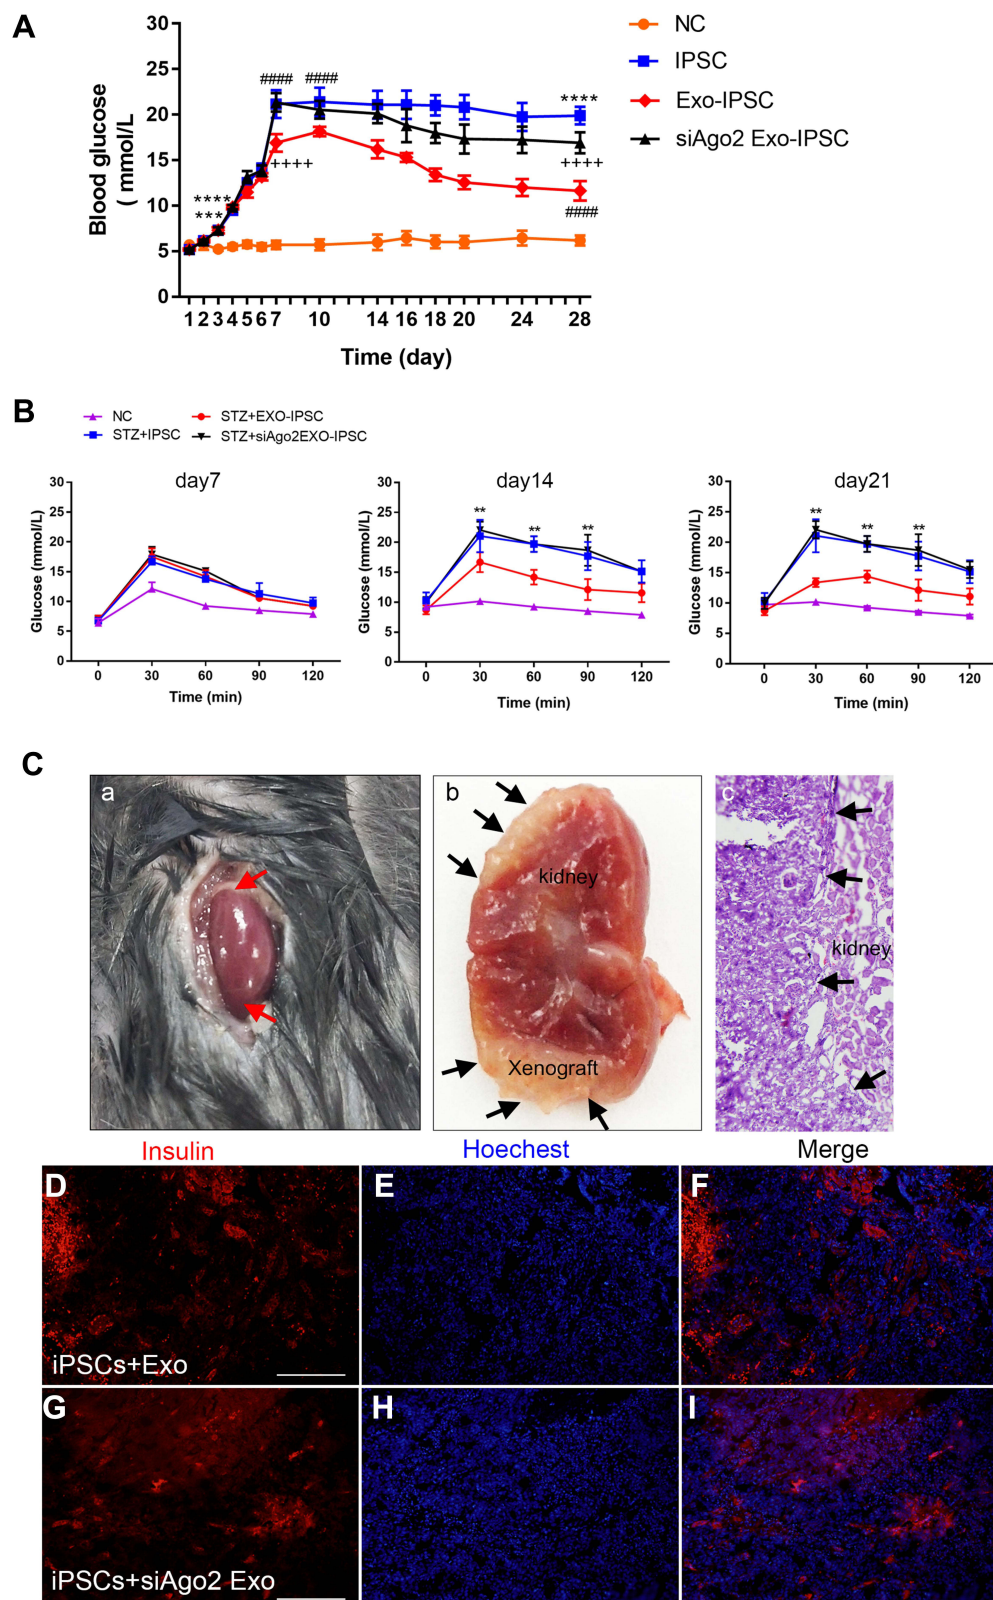 A
NC
IPSC
Exo-IPSC
siAgo2 Exo-IPSC
Blood glucose
( mmol/L
30
25
20
15
10
5
0
####
####
****
++++
++++
####
****
***
1 2 3 4 5 6 7 10 14 16 18 20 24 28
Time (day)
B
NC
STZ+EXO-IPSC
STZ+IPSC
STZ+siAgo2EXO-IPSC
day7
Glucose (mmol/L)
30
25
20
15
10
5
0
0 30 60 90 120
Time (min)
day14
Glucose (mmol/L)
30
25
20
15
10
5
0
** ** **
0 30 60 90 120
Time (min)
day21
Glucose (mmol/L)
30
25
20
15
10
5
0
** ** **
0 30 60 90 120
Time (min)
C
a
b
kidney
Xenograft
c
kidney
Insulin
Hoechest
Merge
D
iPSCs+Exo
E
F
G
iPSCs+siAgo2 Exo
H
I